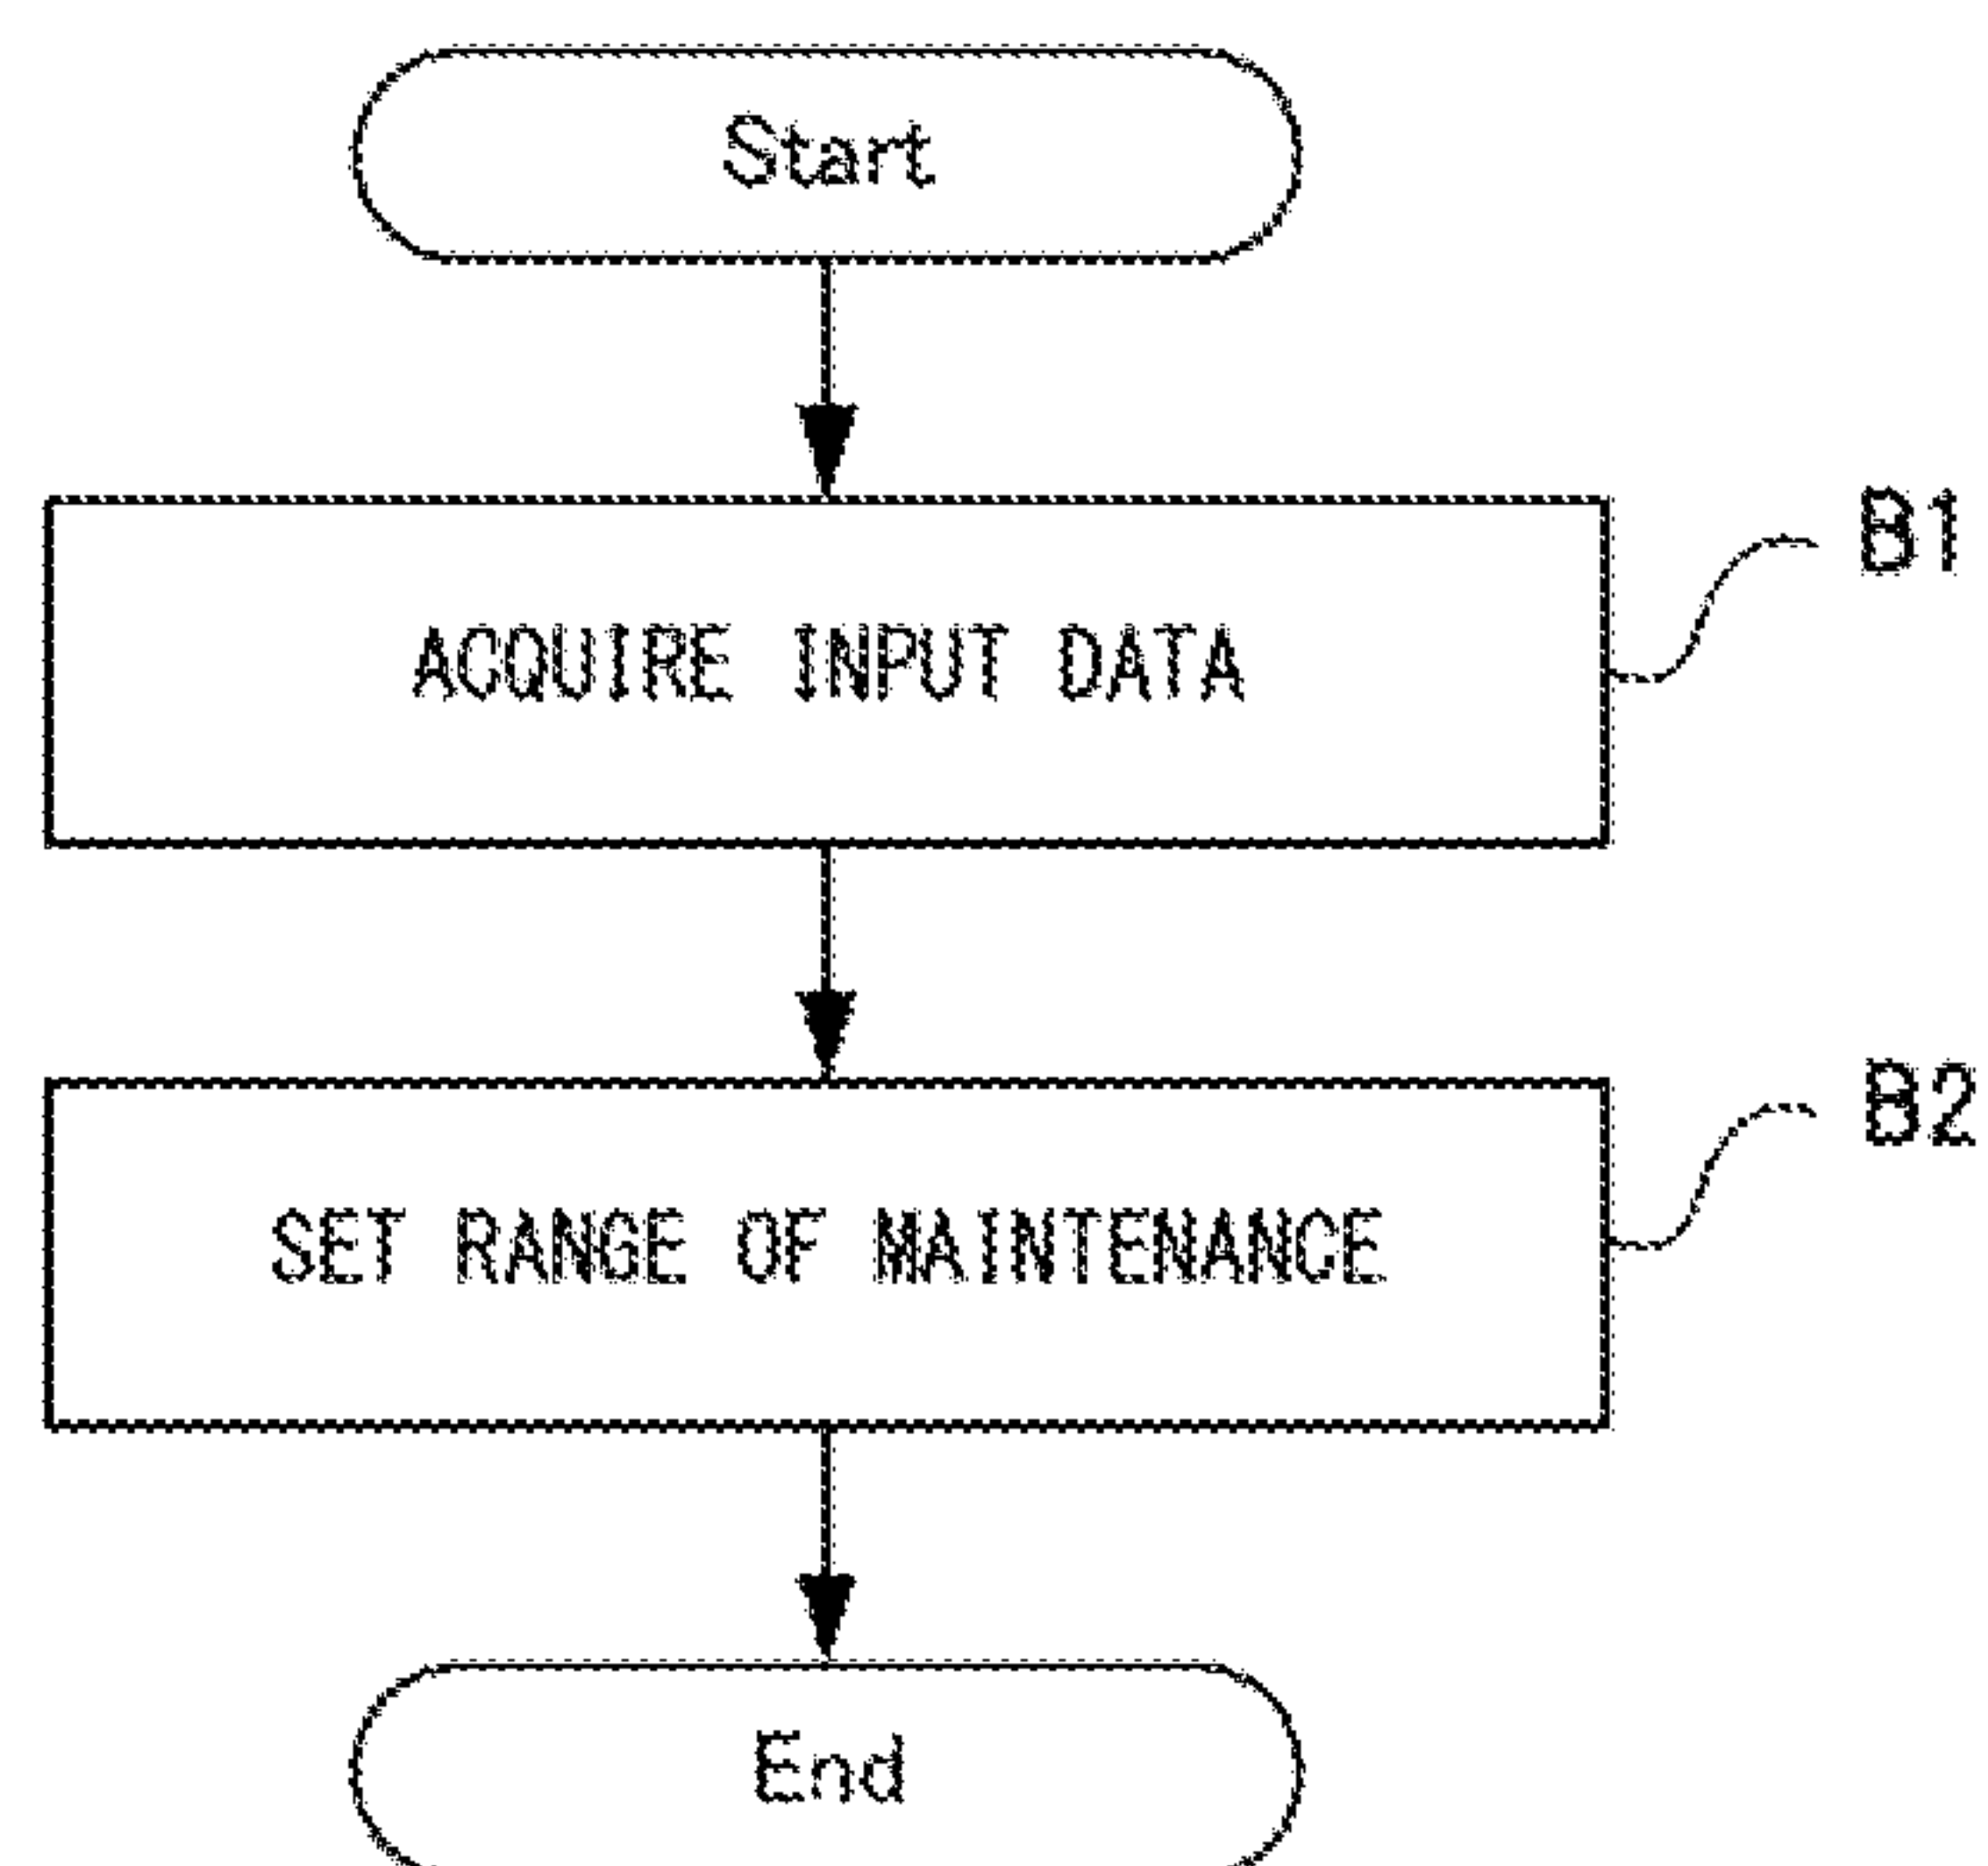 Start
B1
ACQUIRE INPUT DATA
B2
SET RANGE OF MAINTENANCE
End